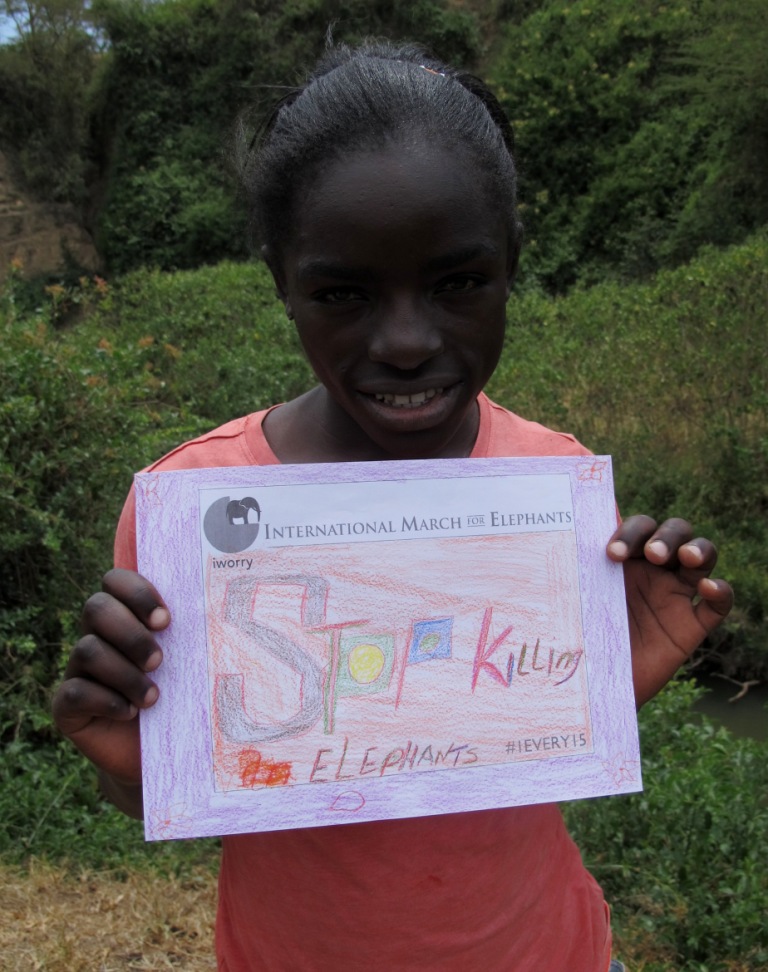 INTERNATIONAL MARCH FOR ELEPHANTS
iworry
STOP KilliNg
ELEPHANTS
#1EVERY15